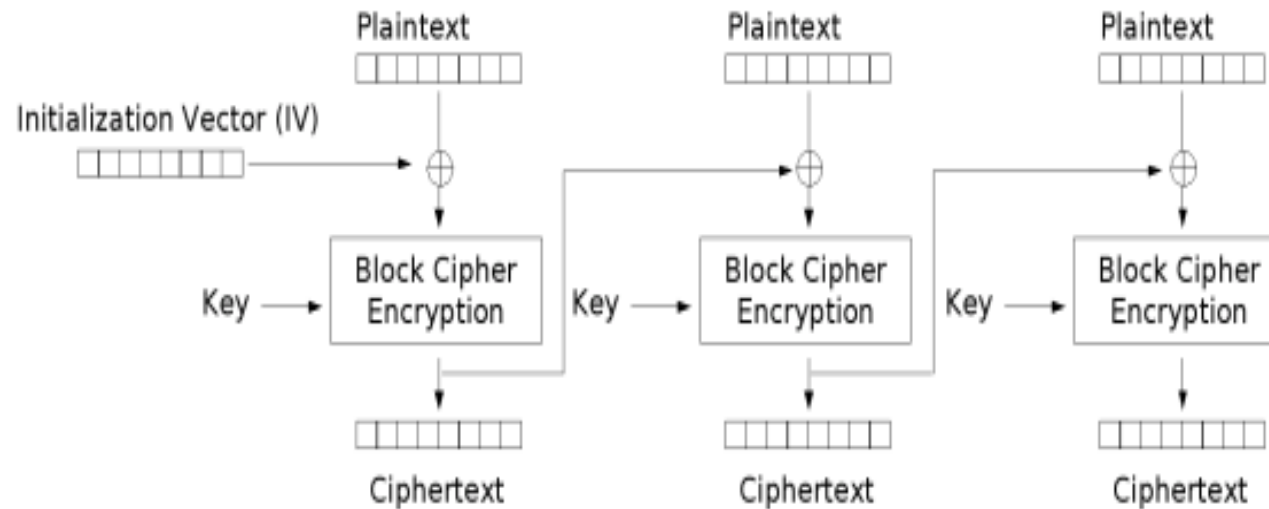 Plaintext
Plaintext
Plaintext
Initialization Vector (IV)
Key
Block Cipher
Encryption
Key
Block Cipher
Encryption
Key
Block Cipher
Encryption
Ciphertext
Ciphertext
Ciphertext